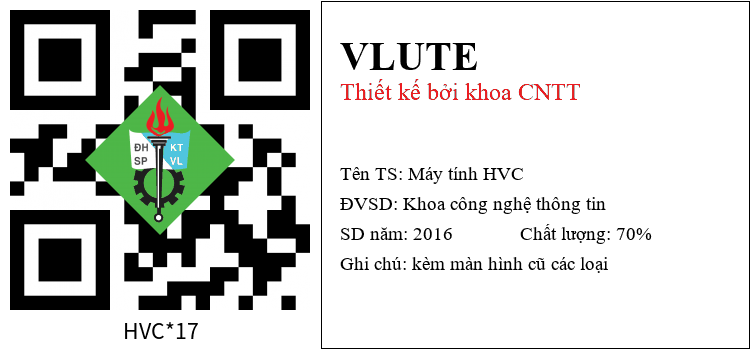 ĐH KT
SP VL
HVC*17
VLUTE
Thiết kế bởi khoa CNTT
Tên TS: Máy tính HVC
ĐVSD: Khoa công nghệ thông tin
SD năm: 2016 Chất lượng: 70%
Ghi chú: kèm màn hình cũ các loại